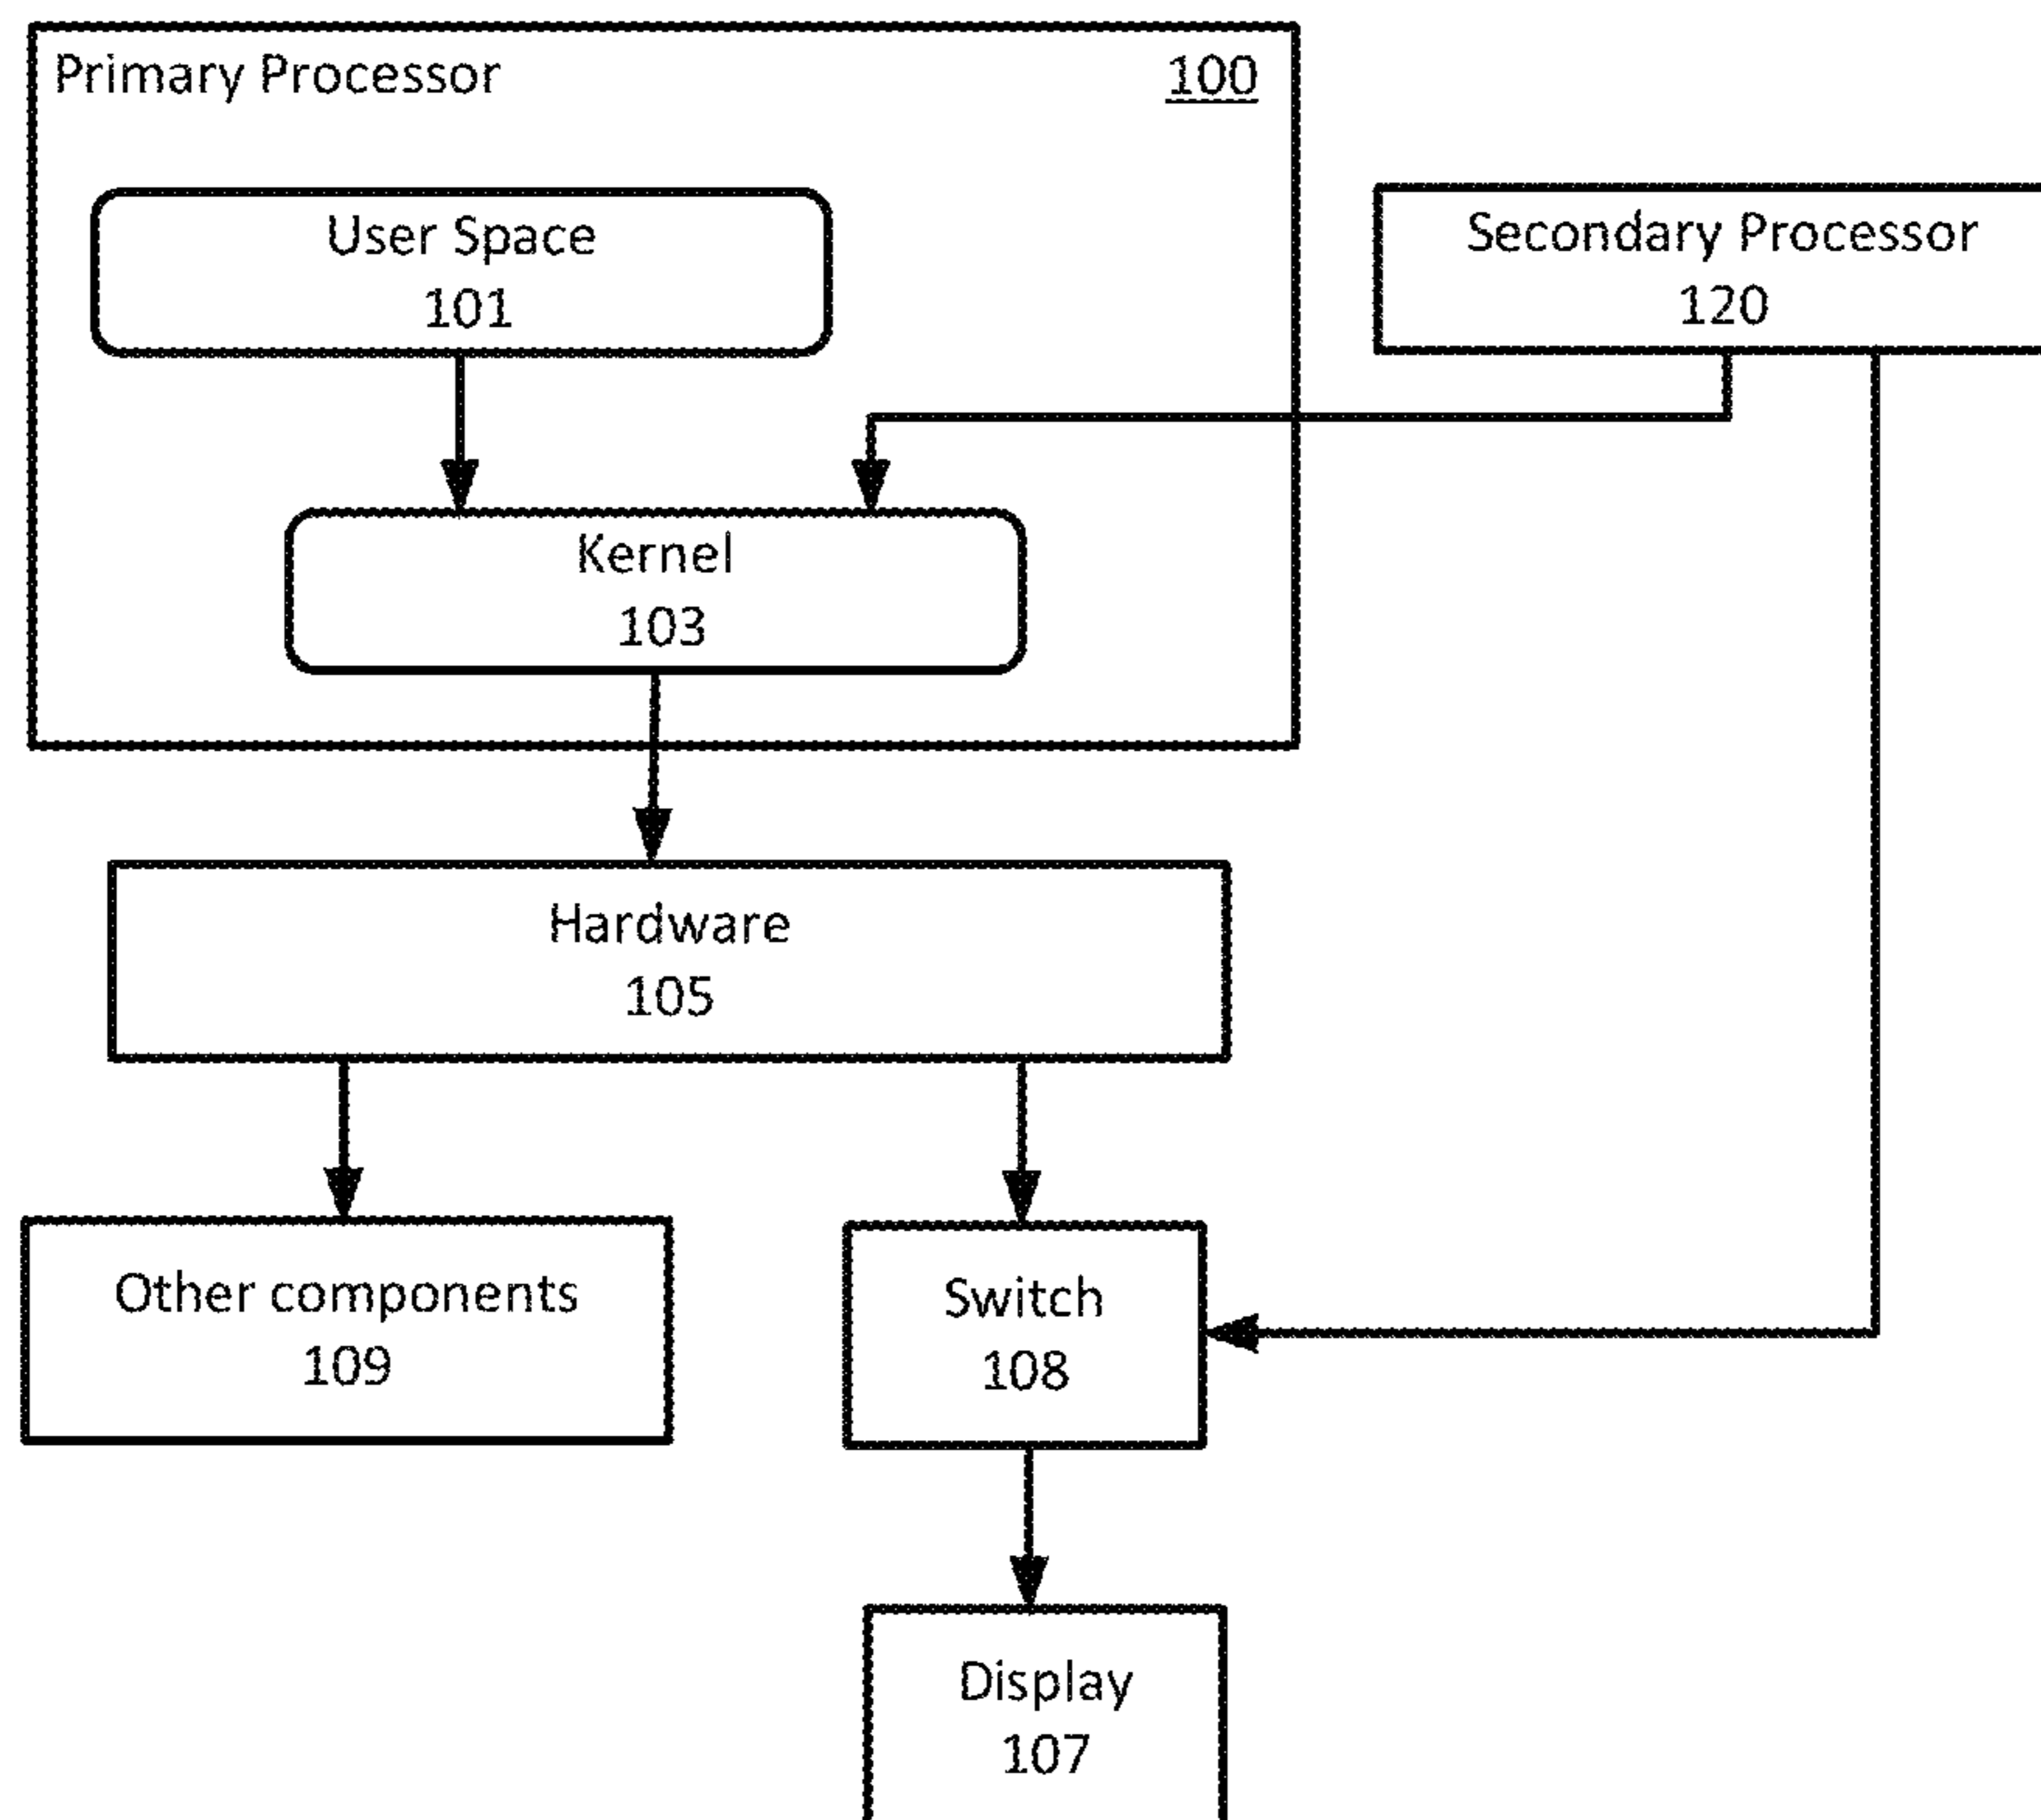 Primary Processor 100
User Space
101
Secondary Processor
120
Kernel
103
Hardware
105
Other components
109
Switch
108
Display
107